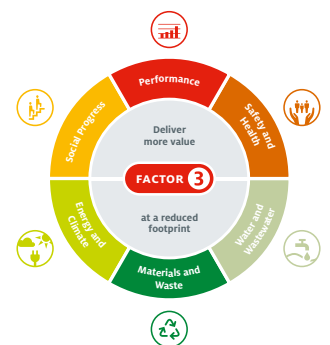 Performance
Social Progress
Safety and
Health
Deliver
more value
FACTOR 3
at a reduced
footprint
Energy and
Climate
Water and
Wastewater
Materials and
Waste